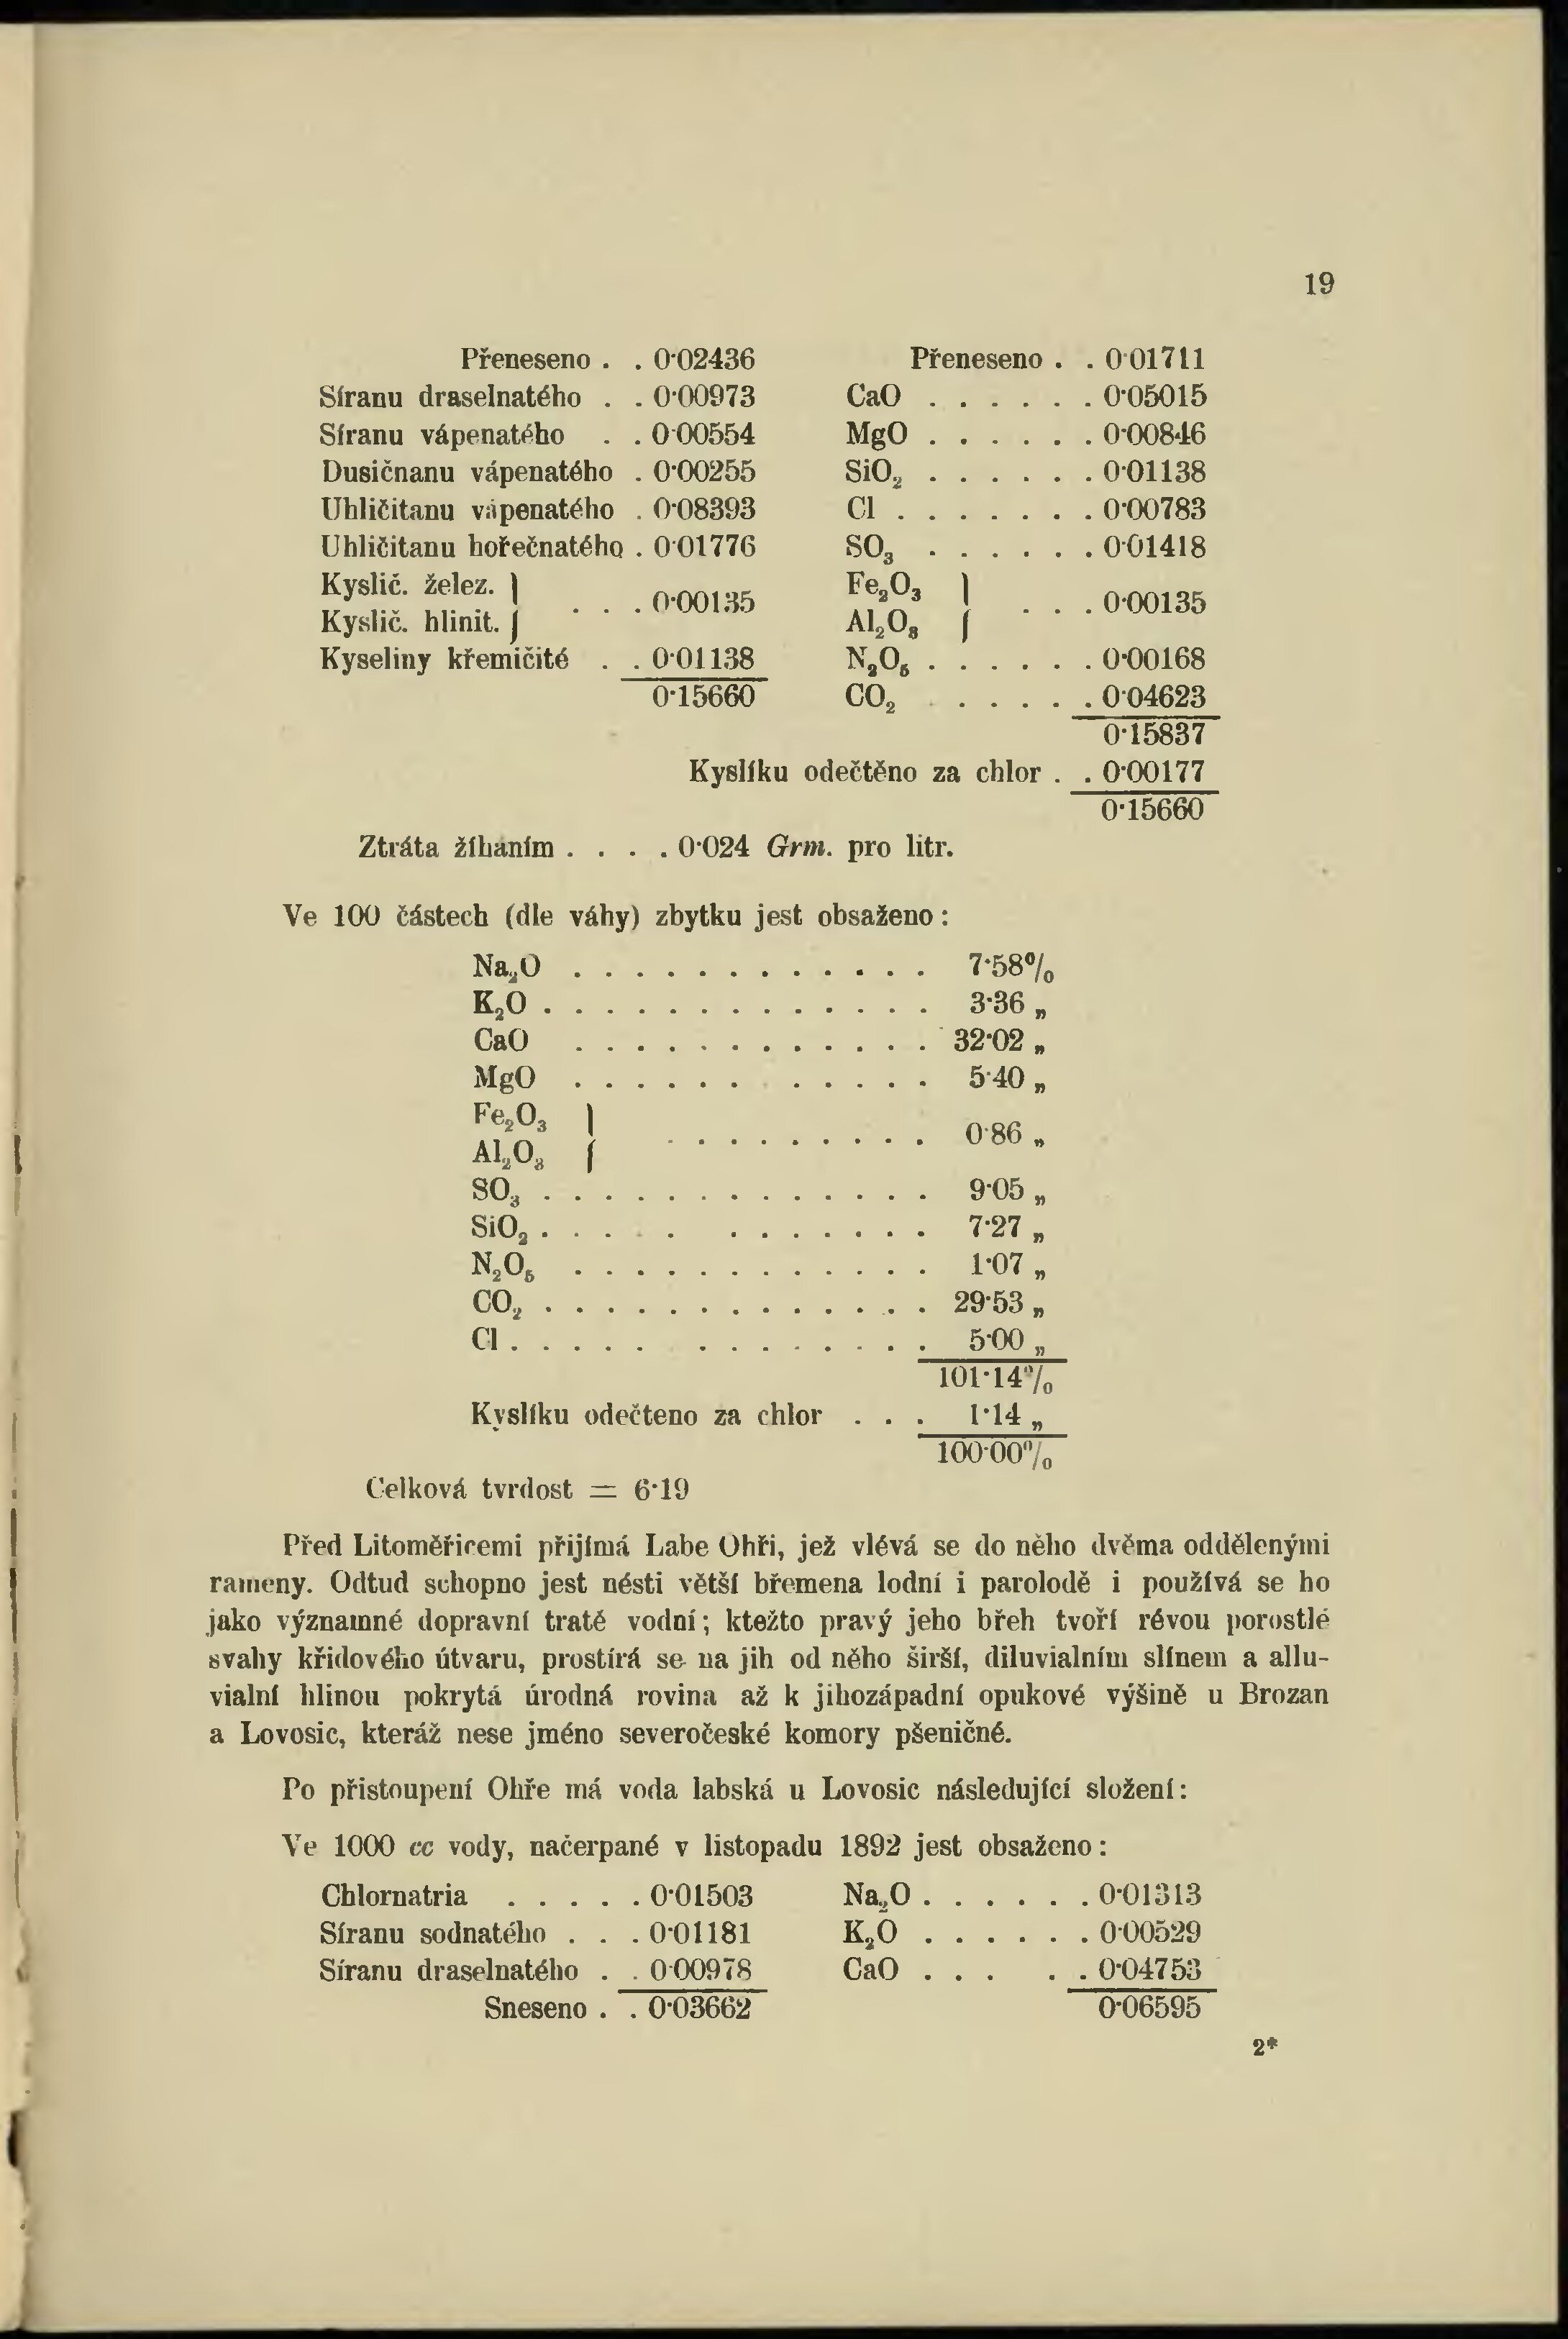 19
Přeneseno . . 0·02436 Přeneseno . . 0·01711
Síranu draselnatého . . 0·00973 CaO . . . . . . 0·05015
Síranu vápenatého . . 0·00554 MgO . . . . . . 0·00846
Dusičnanu vápenatého . 0·00255 SiO₂ . . . . . . 0·01138
Uhličitanu vápenatého . 0·08393 Cl . . . . . . . 0·00783
Uhličitanu hořečnatého . 0·01776 SO₃ . . . . . . 0·01418
Kyslič. želez. } Fe₂O₃ }
. . . 0·00135 . . . 0·00135
Kyslič. hlinit. } Al₂O₃ }
Kyseliny křemičité . . 0·01138 N₂O₅ . . . . . . 0·00168
0·15660 CO₂ . . . . . 0·04623
0·15837
Kyslíku odečtěno za chlor . . 0·00177
0·15660
Ztráta žíháním . . . . 0·024 Grm. pro litr.
Ve 100 částech (dle váhy) zbytku jest obsaženo :
Na₂O . . . . . . . . . . . . 7·58%
K₂O . . . . . . . . . . . . . 3·36 „
CaO . . . . . . . . . . . . 32·02 „
MgO . . . . . . . . . . . 5·40 „
Fe₂O₃ }
. . . . . . . . . 0·86 „
Al₂O₃ }
SO₃ . . . . . . . . . . . . . 9·05 „
SiO₂ . . . . . . . . . . . . 7·27 „
N₂O₅ . . . . . . . . . . . . 1·07 „
CO₂ . . . . . . . . . . . . . 29·53 „
Cl . . . . . . . . . . . . . 5·00 „
101·14%
Kyslíku odečteno za chlor . . . 1·14 „
100·00%
Celková tvrdost = 6·19
Před Litoměřicemi přijímá Labe Ohři, jež vlévá se do něho dvěma oddělenými
rameny. Odtud schopno jest nésti větší břemena lodní i parolodě i používá se ho
jako významné dopravní tratě vodní; ktežto pravý jeho břeh tvoří révou porostlé
svahy křidového útvaru, prostírá se na jih od něho širší, diluvialním slínem a allu-
vialní hlinou pokrytá úrodná rovina až k jihozápadní opukové výšině u Brozan
a Lovosic, kteráž nese jméno severočeské komory pšeničné.
Po přistoupení Ohře má voda labská u Lovosic následující složení:
Ve 1000 cc vody, načerpané v listopadu 1892 jest obsaženo :
Chlornatria . . . . . 0·01503 Na₂O . . . . . . 0·01313
Síranu sodnatého . . . 0·01181 K₂O . . . . . . 0·00529
Síranu draselnatého . . 0·00978 CaO . . . . . 0·04753
Sneseno . . 0·03662 0·06595
2*